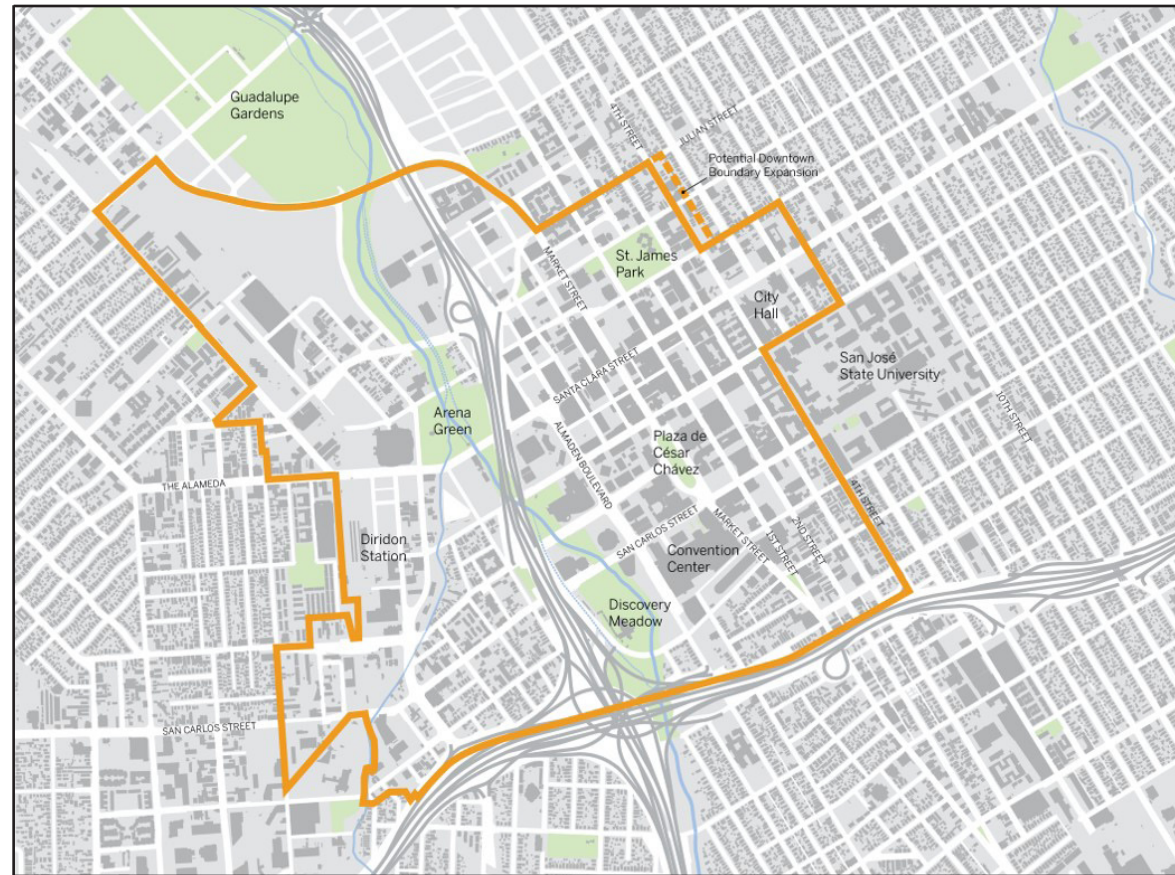 Guadalupe
Gardens
4TH STREET
JULIAN STREET
Potential Downtown
Boundary Expansion
MARKET STREET
St. James
Park
City
Hall
San José
State University
SANTA CLARA STREET
10TH STREET
Arena
Green
ALMADEN BOULEVARD
Plaza de
César
Chávez
THE ALAMEDA
4TH STREET
Diridon
Station
SAN CARLOS STREET
MARKET STREET
1ST STREET
2ND STREET
Convention
Center
Discovery
Meadow
SAN CARLOS STREET